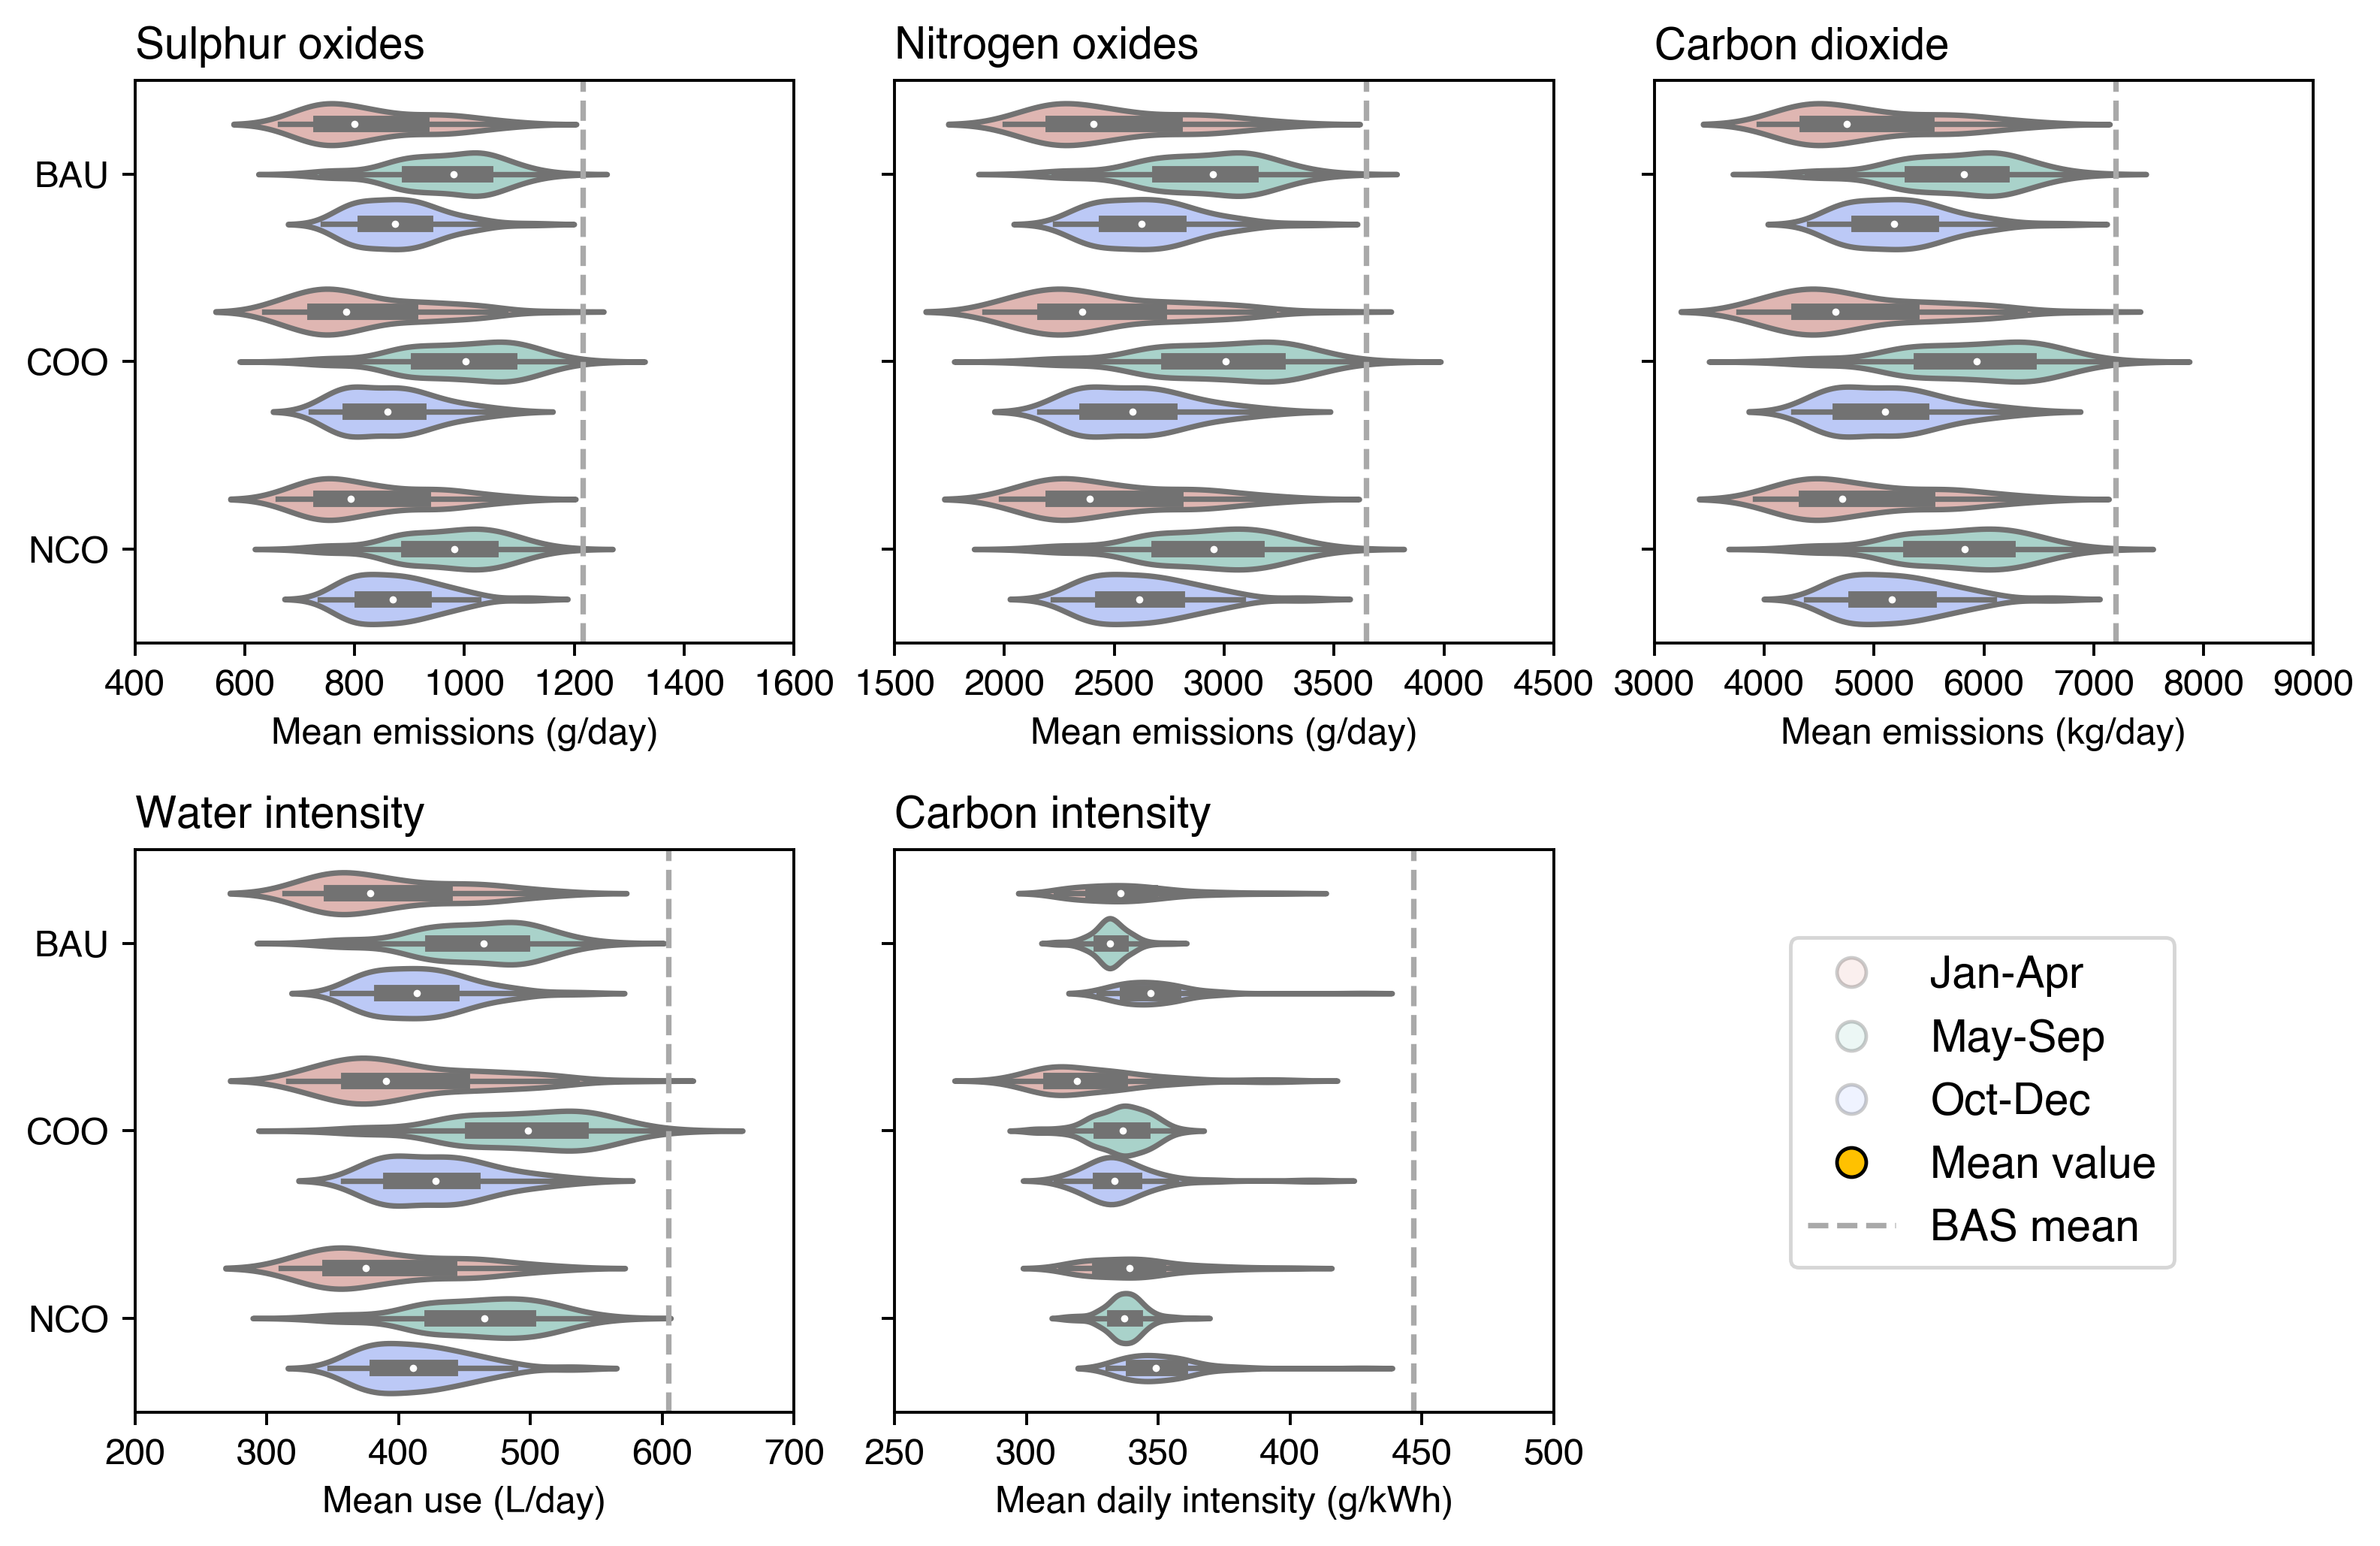 Sulphur oxides
Nitrogen oxides
Carbon dioxide
BAU
COO
NCO
400 600 800 1000 1200 1400 1600
1500 2000 2500 3000 3500 4000 4500
3000 4000 5000 6000 7000 8000 9000
Mean emissions (g/day)
Mean emissions (g/day)
Mean emissions (kg/day)
Water intensity
Carbon intensity
BAU
COO
NCO
200 300 400 500 600 700
250 300 350 400 450 500
Mean use (L/day)
Mean daily intensity (g/kWh)
Jan-Apr
May-Sep
Oct-Dec
Mean value
BAS mean